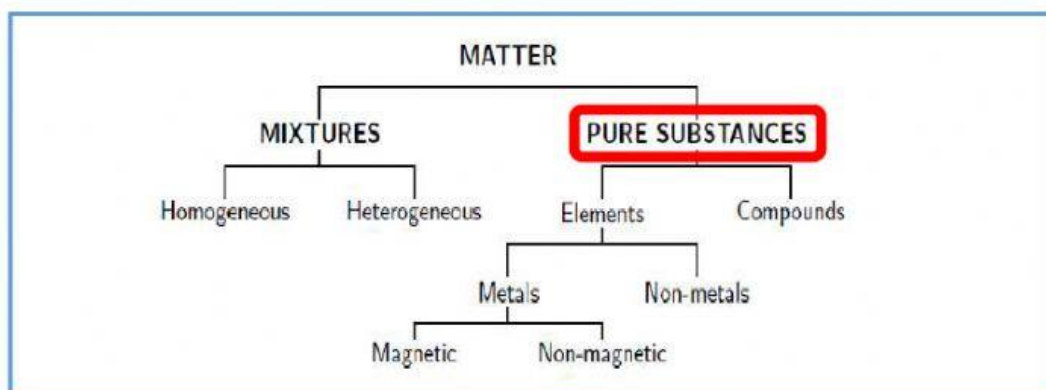 MATTER
MIXTURES PURE SUBSTANCES
Homogeneous Heterogeneous Elements Compounds
Metals Non-metals
Magnetic Non-magnetic